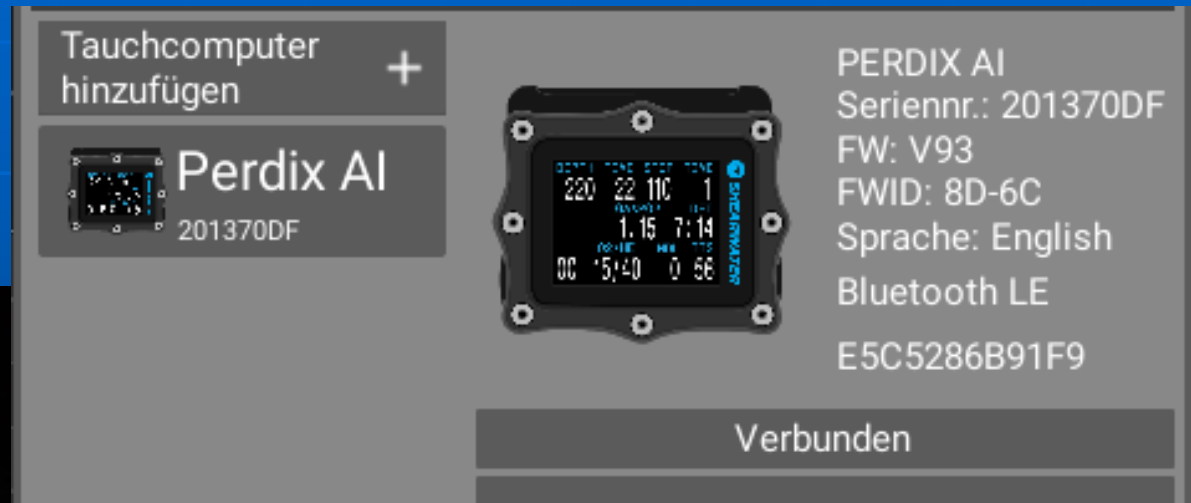 Tauchcomputer
hinzufügen +
Perdix AI
201370DF
DEPTH TIME STOP TIME
220 22 110 1
1.15 7:14
OC 15/40 0 56
SHEARWATER
PERDIX AI
Seriennr.: 201370DF
FW: V93
FWID: 8D-6C
Sprache: English
Bluetooth LE
E5C5286B91F9
Verbunden